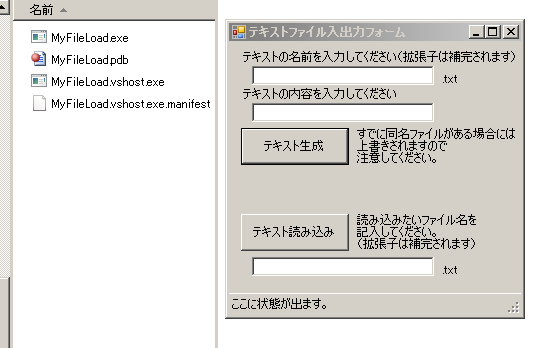 名前
MyFileLoad.exe
MyFileLoad.pdb
MyFileLoad.vshost.exe
MyFileLoad.vshost.exe.manifest
テキストファイル入出力フォーム
テキストの名前を入力してください(拡張子は補完されます)
.txt
テキストの内容を入力してください
テキスト生成
すでに同名ファイルがある場合には
上書きされますので
注意してください。
テキスト読み込み
読み込みたいファイル名を
記入してください。
(拡張子は補完されます)
.txt
ここに状態が出ます。